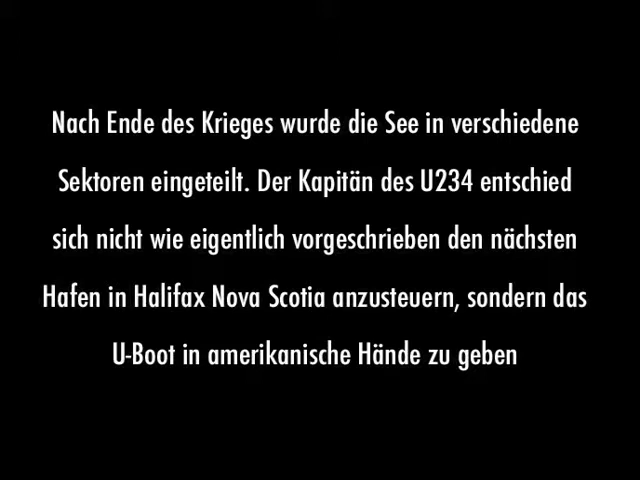 Nach Ende des Krieges wurde die See in verschiedene
Sektoren eingeteilt. Der Kapitän des U234 entschied
sich nicht wie eigentlich vorgeschrieben den nächsten
Hafen in Halifax Nova Scotia anzusteuern, sondern das
U-Boot in amerikanische Hände zu geben